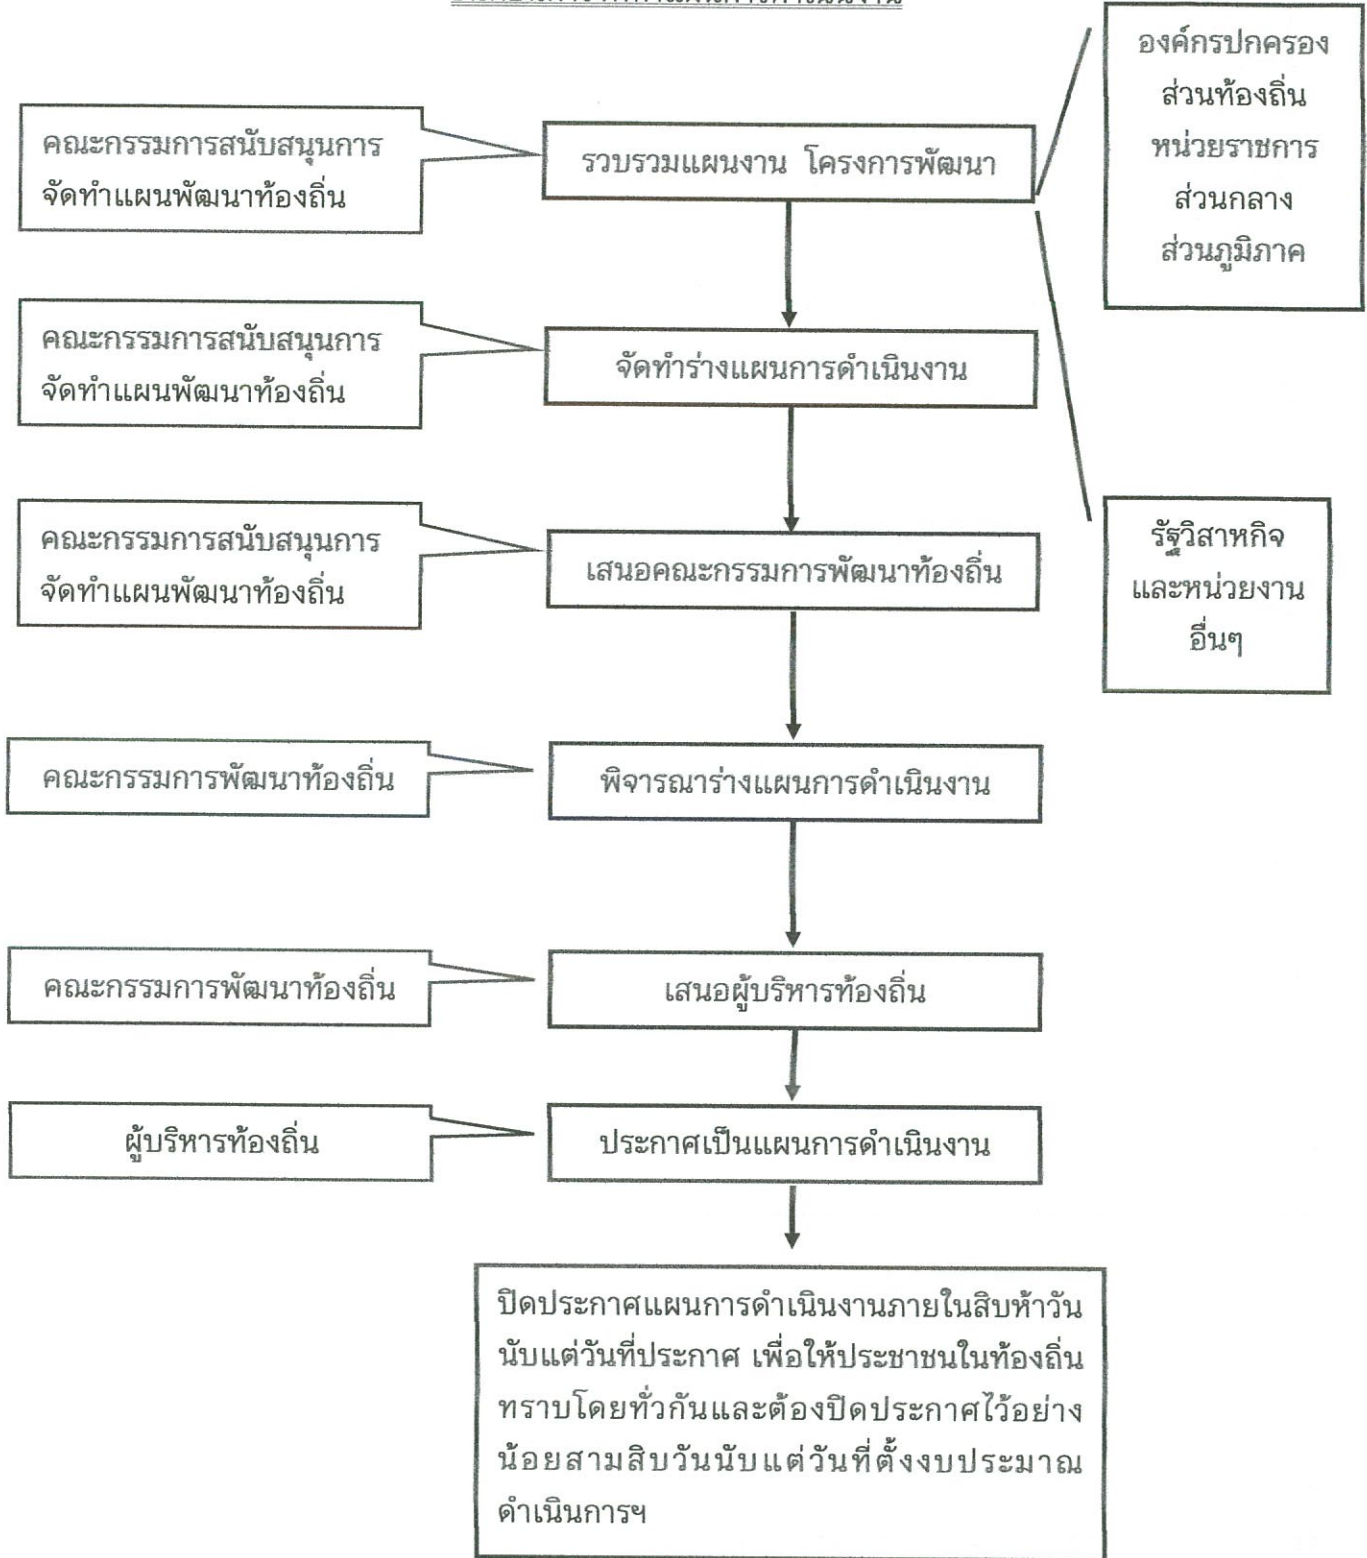 องค์กรปกครอง
ส่วนท้องถิ่น
หน่วยราชการ
ส่วนกลาง
ส่วนภูมิภาค
คณะกรรมการสนับสนุนการ
จัดทำแผนพัฒนาท้องถิ่น
รวบรวมแผนงาน โครงการพัฒนา
คณะกรรมการสนับสนุนการ
จัดทำแผนพัฒนาท้องถิ่น
จัดทำร่างแผนการดำเนินงาน
คณะกรรมการสนับสนุนการ
จัดทำแผนพัฒนาท้องถิ่น
เสนอคณะกรรมการพัฒนาท้องถิ่น
รัฐวิสาหกิจ
และหน่วยงาน
อื่นๆ
คณะกรรมการพัฒนาท้องถิ่น
พิจารณาร่างแผนการดำเนินงาน
คณะกรรมการพัฒนาท้องถิ่น
เสนอผู้บริหารท้องถิ่น
ผู้บริหารท้องถิ่น
ประกาศเป็นแผนการดำเนินงาน
ปิดประกาศแผนการดำเนินงานภายในสิบห้าวัน
นับแต่วันที่ประกาศ เพื่อให้ประชาชนในท้องถิ่น
ทราบโดยทั่วกันและต้องปิดประกาศไว้อย่าง
น้อยสามสิบวันนับแต่วันที่ตั้งงบประมาณ
ดำเนินการฯ